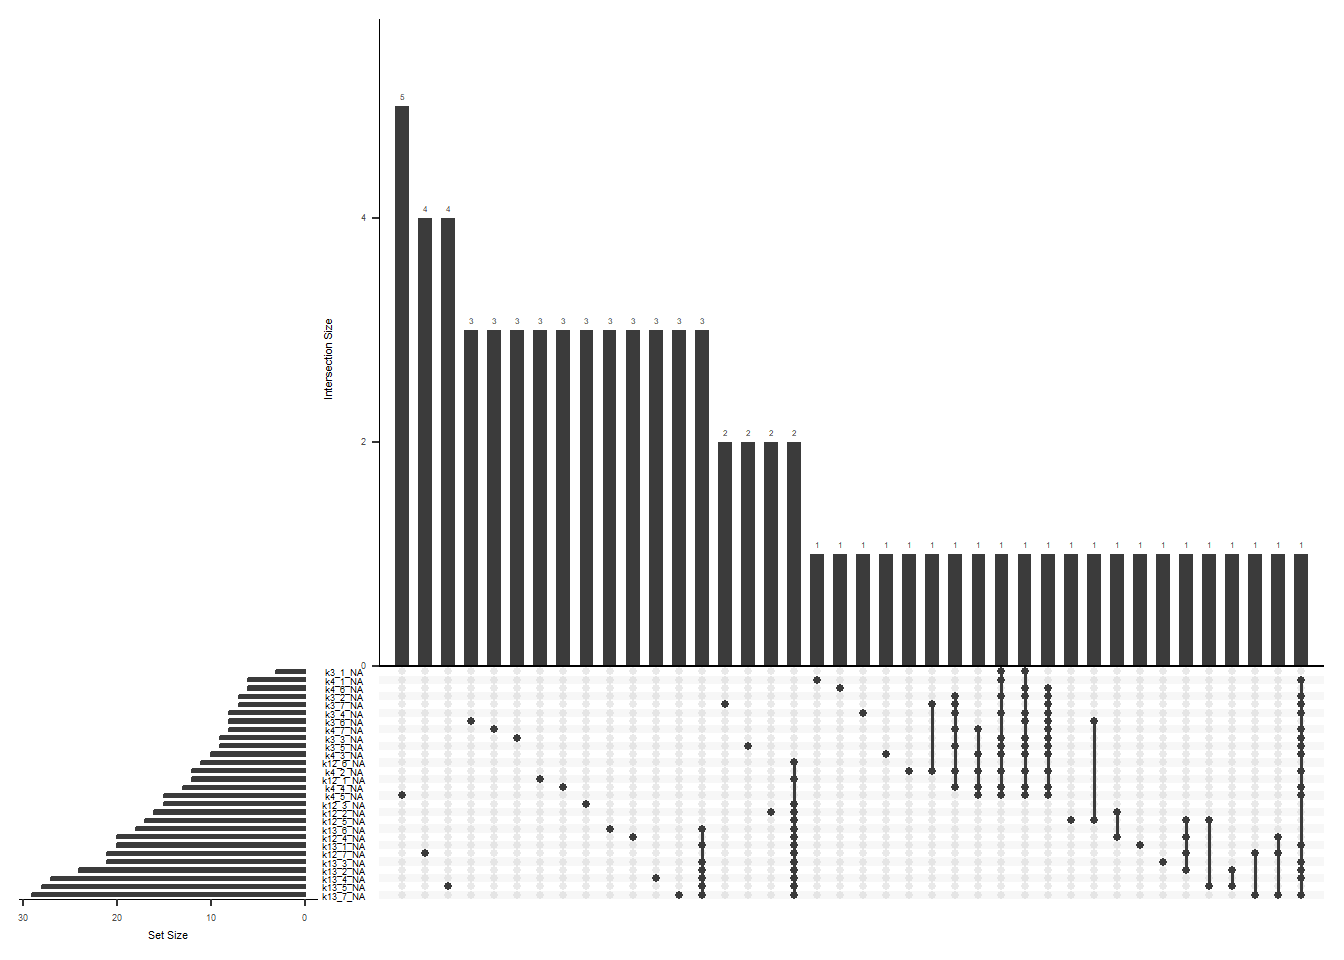 5
4 4
4
3 3 3 3 3 3 3 3 3 3 3
Intersection Size
2 2 2 2
2
1 1 1 1 1 1 1 1 1 1 1 1 1 1 1 1 1 1 1 1 1 1
0
k3_1_NA
k4_1_NA
k4_6_NA
k3_2_NA
k3_7_NA
k3_4_NA
k3_6_NA
k4_7_NA
k3_3_NA
k3_5_NA
k4_3_NA
k12_6_NA
k4_2_NA
k12_1_NA
k4_4_NA
k4_5_NA
k12_3_NA
k12_2_NA
k12_5_NA
k13_6_NA
k12_4_NA
k13_1_NA
k12_7_NA
k13_3_NA
k13_2_NA
k13_4_NA
k13_5_NA
k13_7_NA
30 20 10 0
Set Size